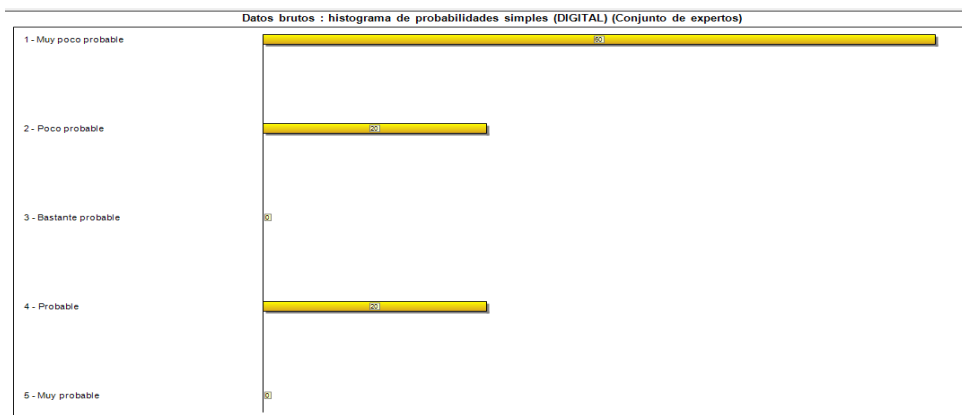 Datos brutos : histograma de probabilidades simples (DIGITAL) (Conjunto de expertos)
1 - Muy poco probable
60
2 - Poco probable
20
3 - Bastante probable
0
4 - Probable
20
5 - Muy probable
0